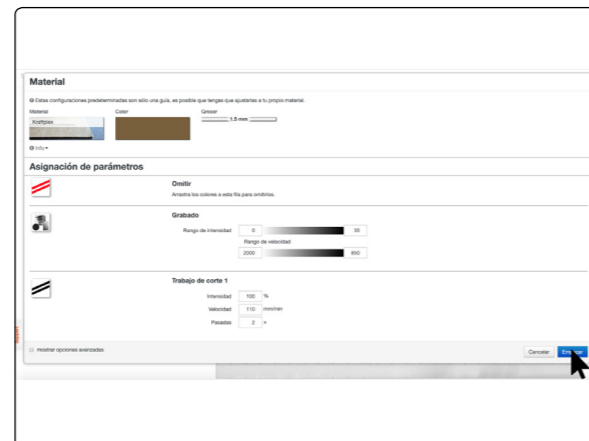 Material
Estas configuraciones predeterminadas son sólo una guía, es posible que tengas que ajustarlas a tu propio material.
Material Color Grosor
Kraftplex 1.5 mm
Info
Asignación de parámetros
Omitir
Arrastra los colores a esta fila para omitirlos.
Grabado
Rango de intensidad 0 35
Rango de velocidad
2000 850
Trabajo de corte 1
Intensidad 100 %
Velocidad 110 mm/min
Pasadas 2 ×
mostrar opciones avanzadas
Cancelar